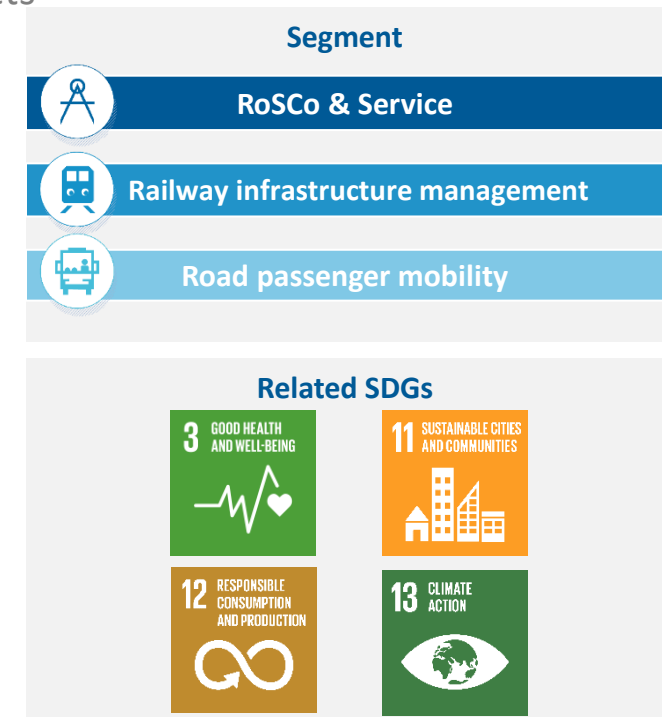 Segment
RoSCo & Service
Railway infrastructure management
Road passenger mobility
Related SDGs
3 GOOD HEALTH
AND WELL-BEING
11 SUSTAINABLE CITIES
AND COMMUNITIES
12 RESPONSIBLE
CONSUMPTION
AND PRODUCTION
13 CLIMATE
ACTION